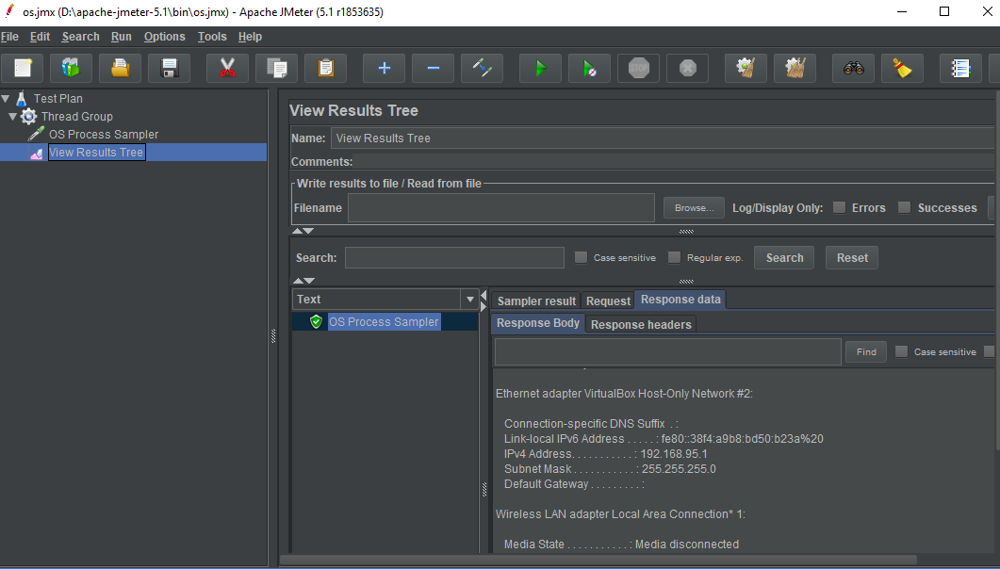 os.jmx (D:\apache-jmeter-5.1\bin\os.jmx) - Apache JMeter (5.1 r1853635)
File Edit Search Run Options Tools Help
STOP
Test Plan
Thread Group
OS Process Sampler
View Results Tree
View Results Tree
Name: View Results Tree
Comments:
Write results to file / Read from file
Filename Browse... Log/Display Only: Errors Successes
Search: Case sensitive Regular exp. Search Reset
Text
OS Process Sampler
Sampler result Request Response data
Response Body Response headers
Find Case sensitive
Ethernet adapter VirtualBox Host-Only Network #2:
Connection-specific DNS Suffix . :
Link-local IPv6 Address . . . . . : fe80::38f4:a9b8:bd50:b23a%20
IPv4 Address. . . . . . . . . . . : 192.168.95.1
Subnet Mask . . . . . . . . . . . : 255.255.255.0
Default Gateway . . . . . . . . . :
Wireless LAN adapter Local Area Connection* 1:
Media State . . . . . . . . . . . : Media disconnected